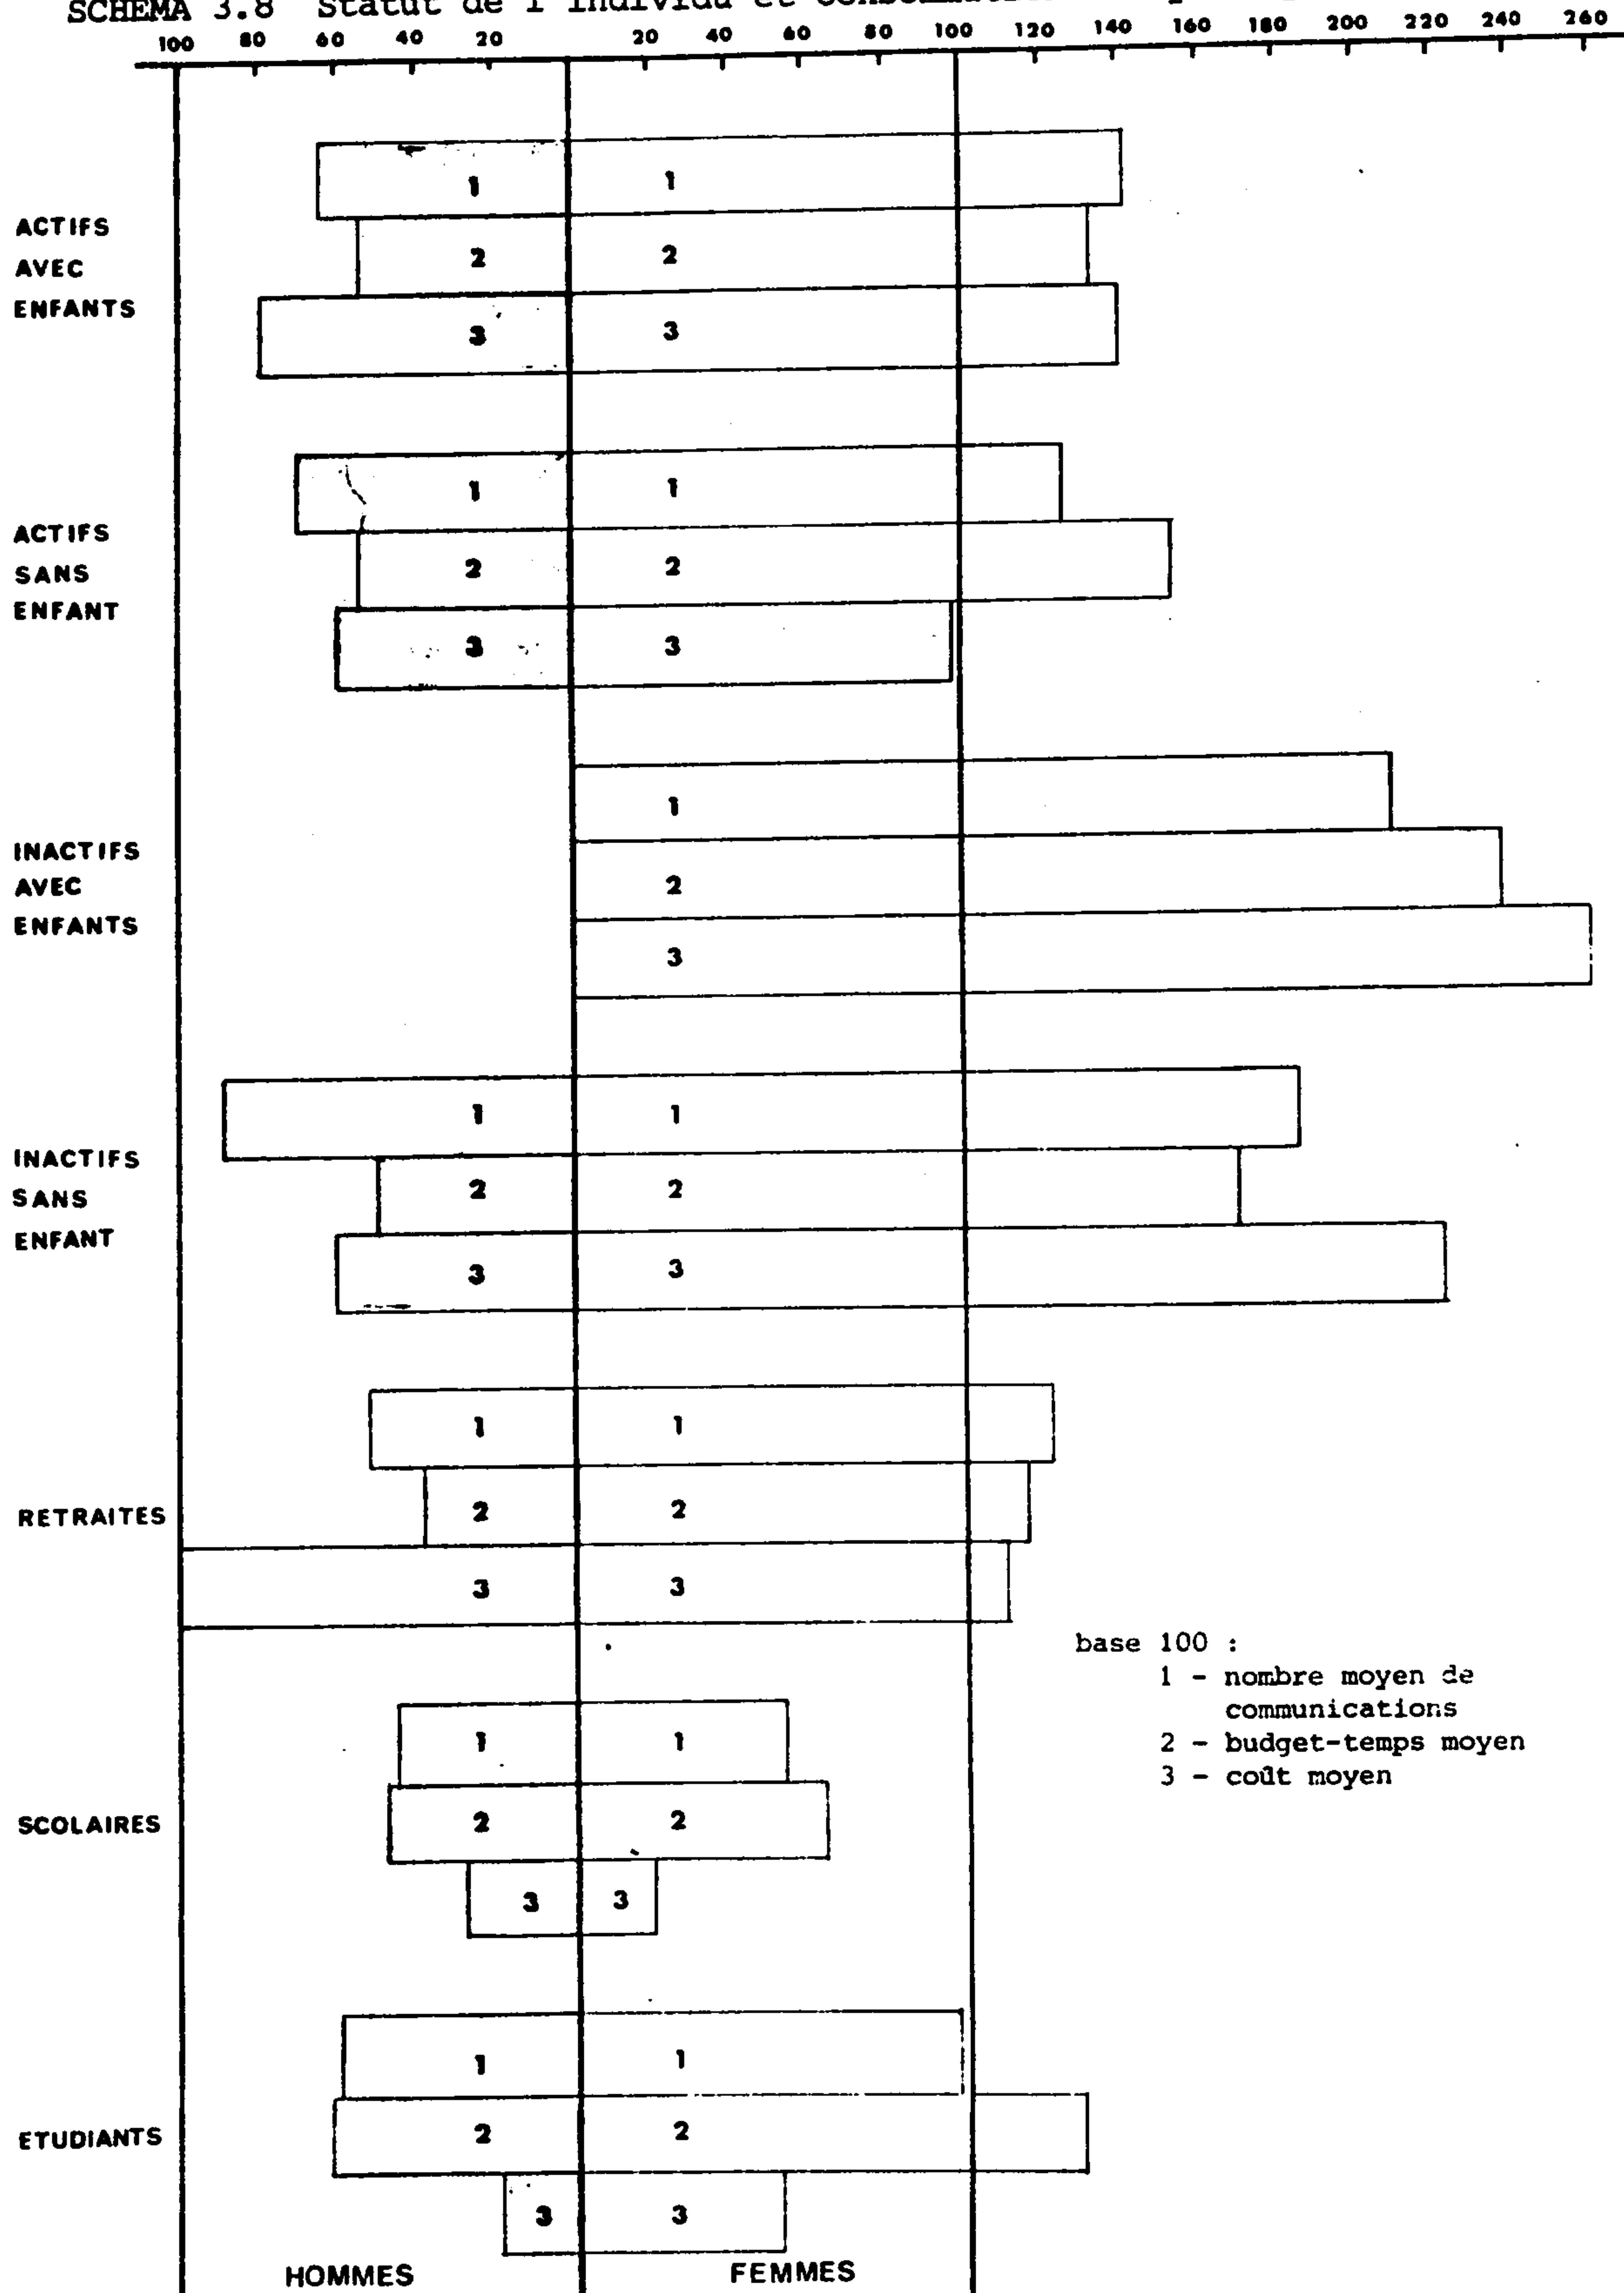 SCHEMA 3.8 Statut de l'individu et
100 80 60 40 20 20 40 60 80 100 120 140 160 180 200 220 240 260
1 1
ACTIFS
AVEC
2 2
ENFANTS
3 3
1 1
ACTIFS
SANS
2 2
ENFANT
3 3
1
INACTIFS
AVEC
2
ENFANTS
3
1 1
INACTIFS
SANS
2 2
ENFANT
3 3
1 1
RETRAITES
2 2
3 3
base 100 :
1 - nombre moyen de
communications
2 - budget-temps moyen
3 - coût moyen
1 1
SCOLAIRES
2 2
3 3
1 1
ETUDIANTS
2 2
3 3
HOMMES FEMMES